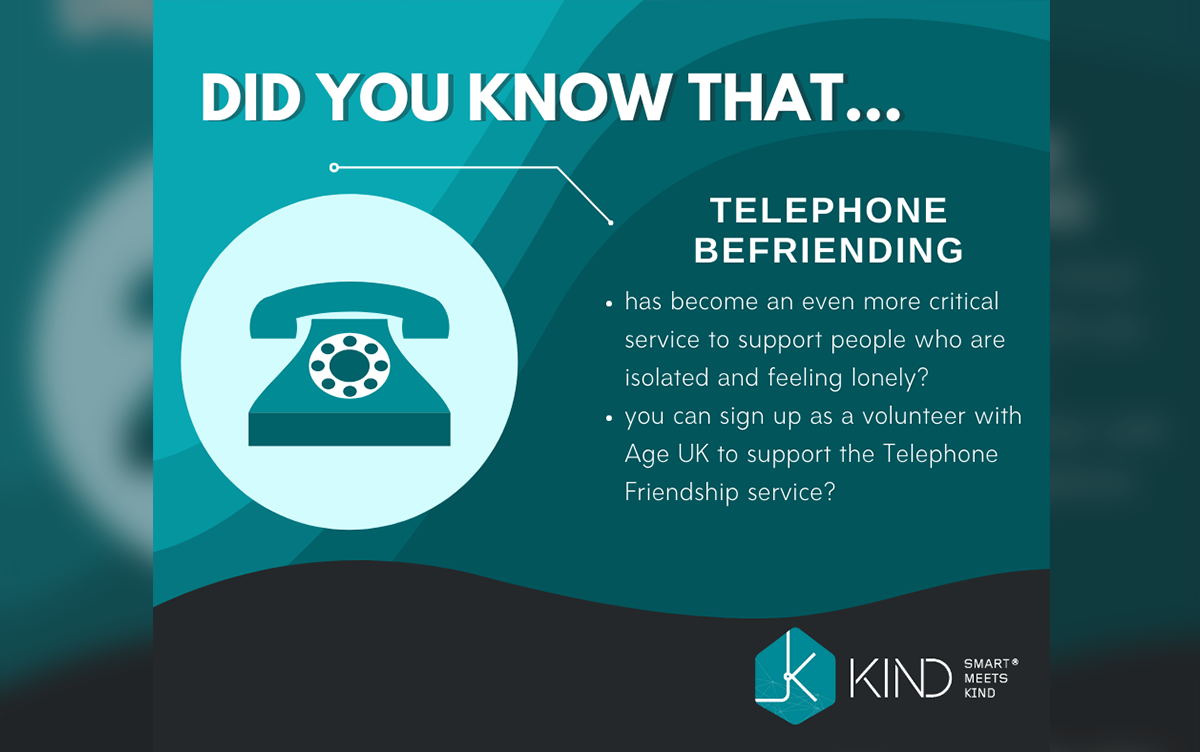 DID YOU KNOW THAT...
TELEPHONE
BEFRIENDING
• has become an even more critical
service to support people who are
isolated and feeling lonely?
• you can sign up as a volunteer with
Age UK to support the Telephone
Friendship service?
KIND
SMART®
MEETS
KIND